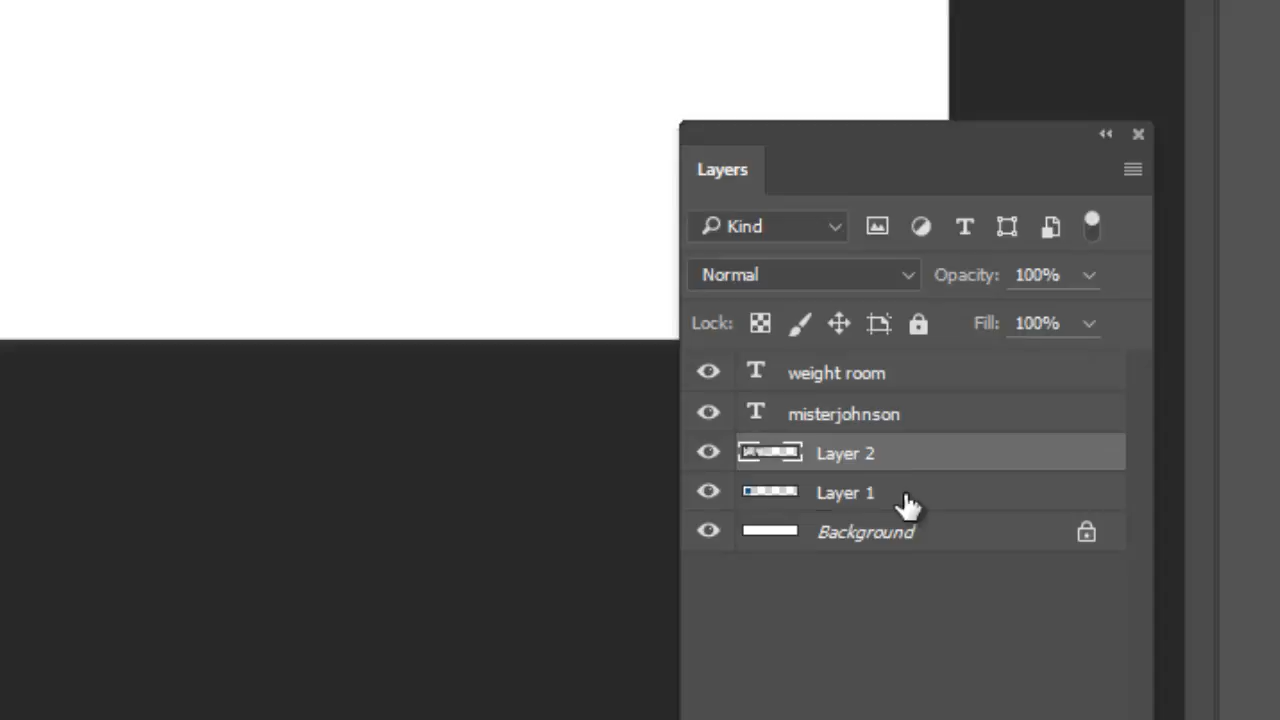 Layers
Kind
Normal Opacity: 100%
Lock: Fill: 100%
weight room
misterjohnson
Layer 2
Layer 1
Background